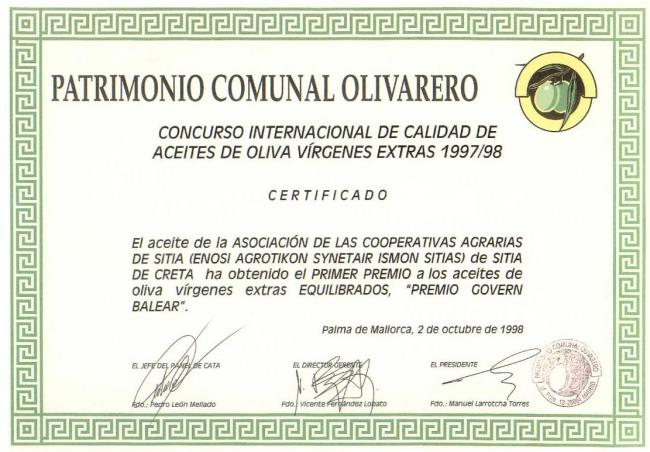 PATRIMONIO COMUNAL OLIVARERO
CONCURSO INTERNACIONAL DE CALIDAD DE
ACEITES DE OLIVA VÍRGENES EXTRAS 1997/98
CERTIFICADO
El aceite de la ASOCIACIÓN DE LAS COOPERATIVAS AGRARIAS
DE SITIA (ENOSI AGROTIKON SYNETAIR ISMON SITIAS) de SITIA
DE CRETA ha obtenido el PRIMER PREMIO a los aceites de
oliva vírgenes extras EQUILIBRADOS, "PREMIO GOVERN
BALEAR".
Palma de Mallorca, 2 de octubre de 1998
EL JEFE DEL PANEL DE CATA EL DIRECTOR GERENTE EL PRESIDENTE
Fdo.: Pedro León Mellado Fdo.: Vicente Fernández Lobato Fdo.: Manuel Larrotcha Torres